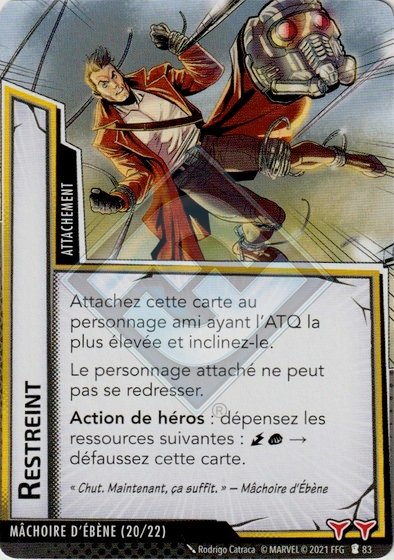 ATTACHEMENT
RESTREINT
Attachez cette carte au
personnage ami ayant l'ATQ la
plus élevée et inclinez-le.
Le personnage attaché ne peut
pas se redresser.
Action de héros : dépensez les
ressources suivantes : →
défaussez cette carte.
« Chut. Maintenant, ça suffit. » – Mâchoire d'Ébène
MÂCHOIRE D'ÉBÈNE (20/22)
Rodrigo Catraca © MARVEL © 2021 FFG 83